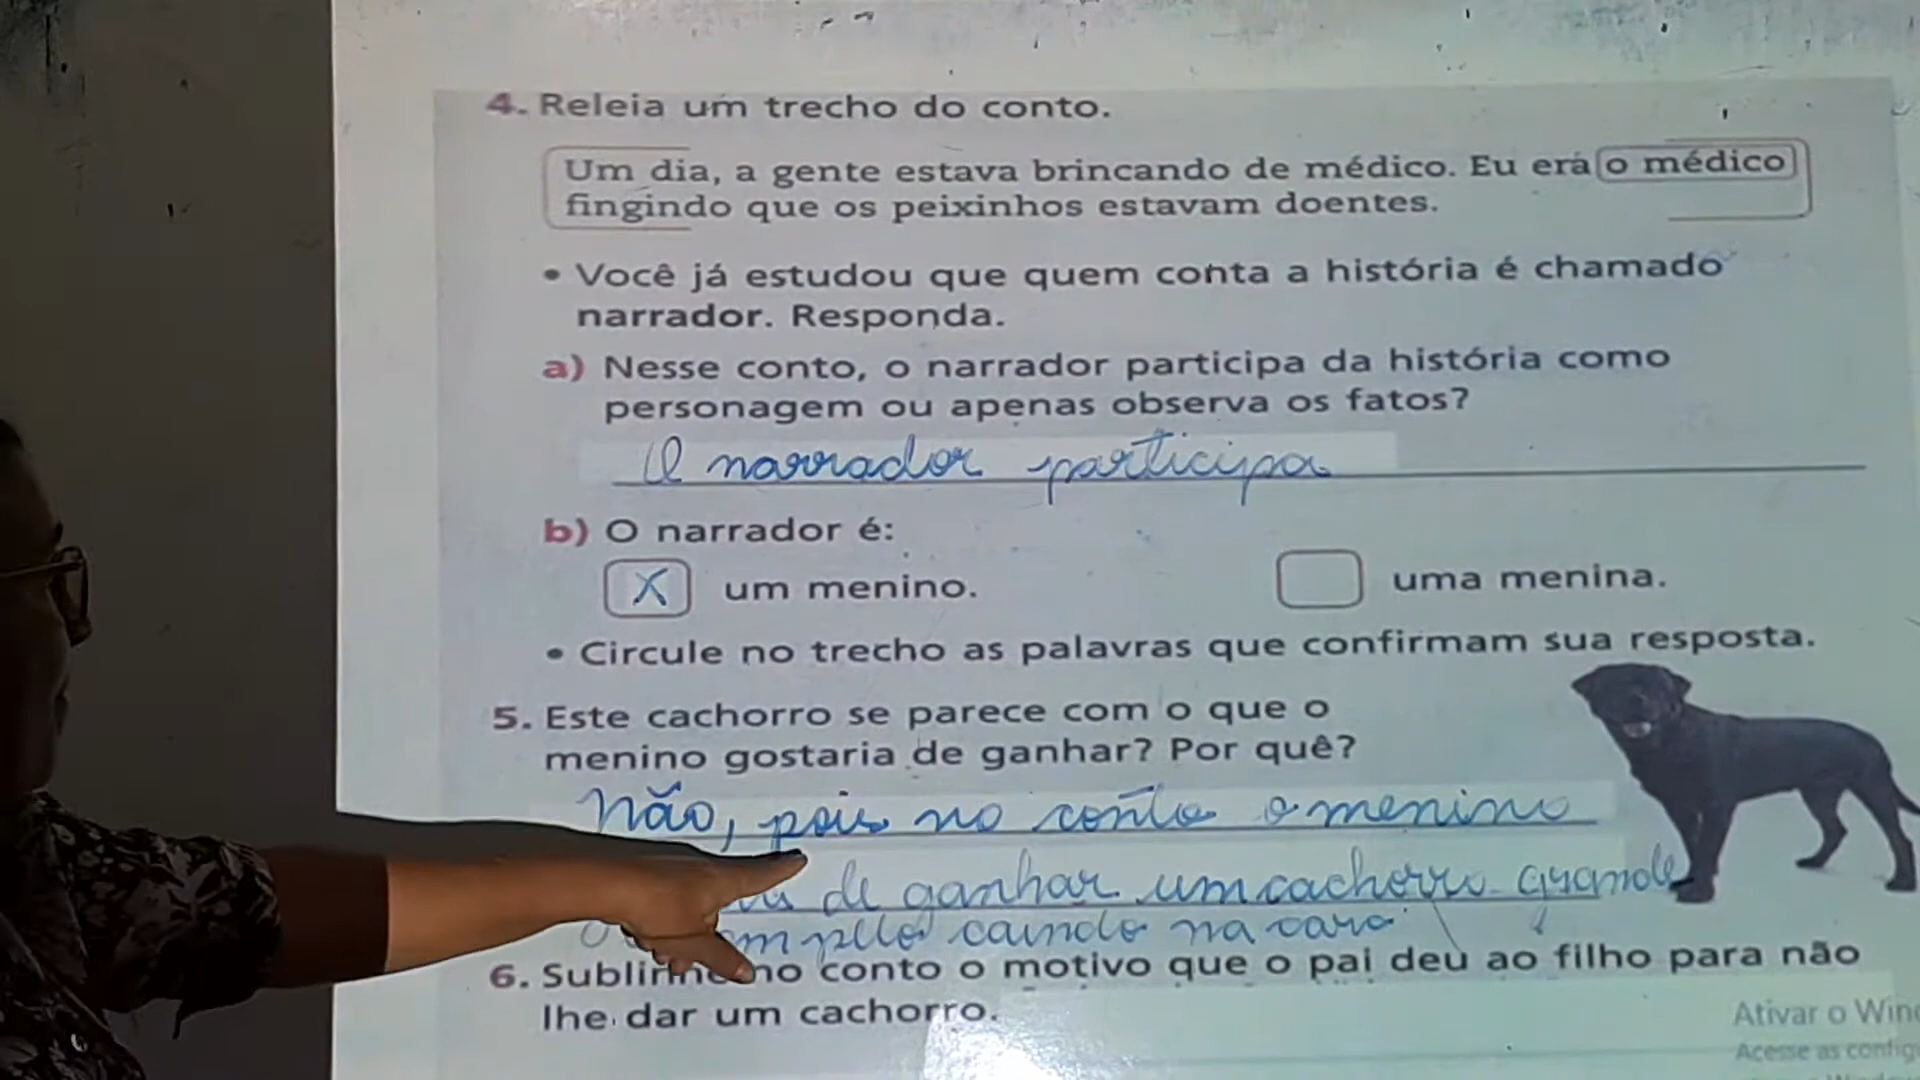 4. Releia um trecho do conto.
Um dia, a gente estava brincando de médico. Eu era o médico
fingindo que os peixinhos estavam doentes.
• Você já estudou que quem conta a história é chamado
narrador. Responda.
a) Nesse conto, o narrador participa da história como
personagem ou apenas observa os fatos?
O narrador participa
b) O narrador é:
X um menino. uma menina.
• Circule no trecho as palavras que confirmam sua resposta.
5. Este cachorro se parece com o que o
menino gostaria de ganhar? Por quê?
Não, pois no conto o menino
de ganhar um cachorro grande
pelo caindo na cara
6. Sublinhe no conto o motivo que o pai deu ao filho para não
lhe dar um cachorro.
Ativar o Win
Acesse as config